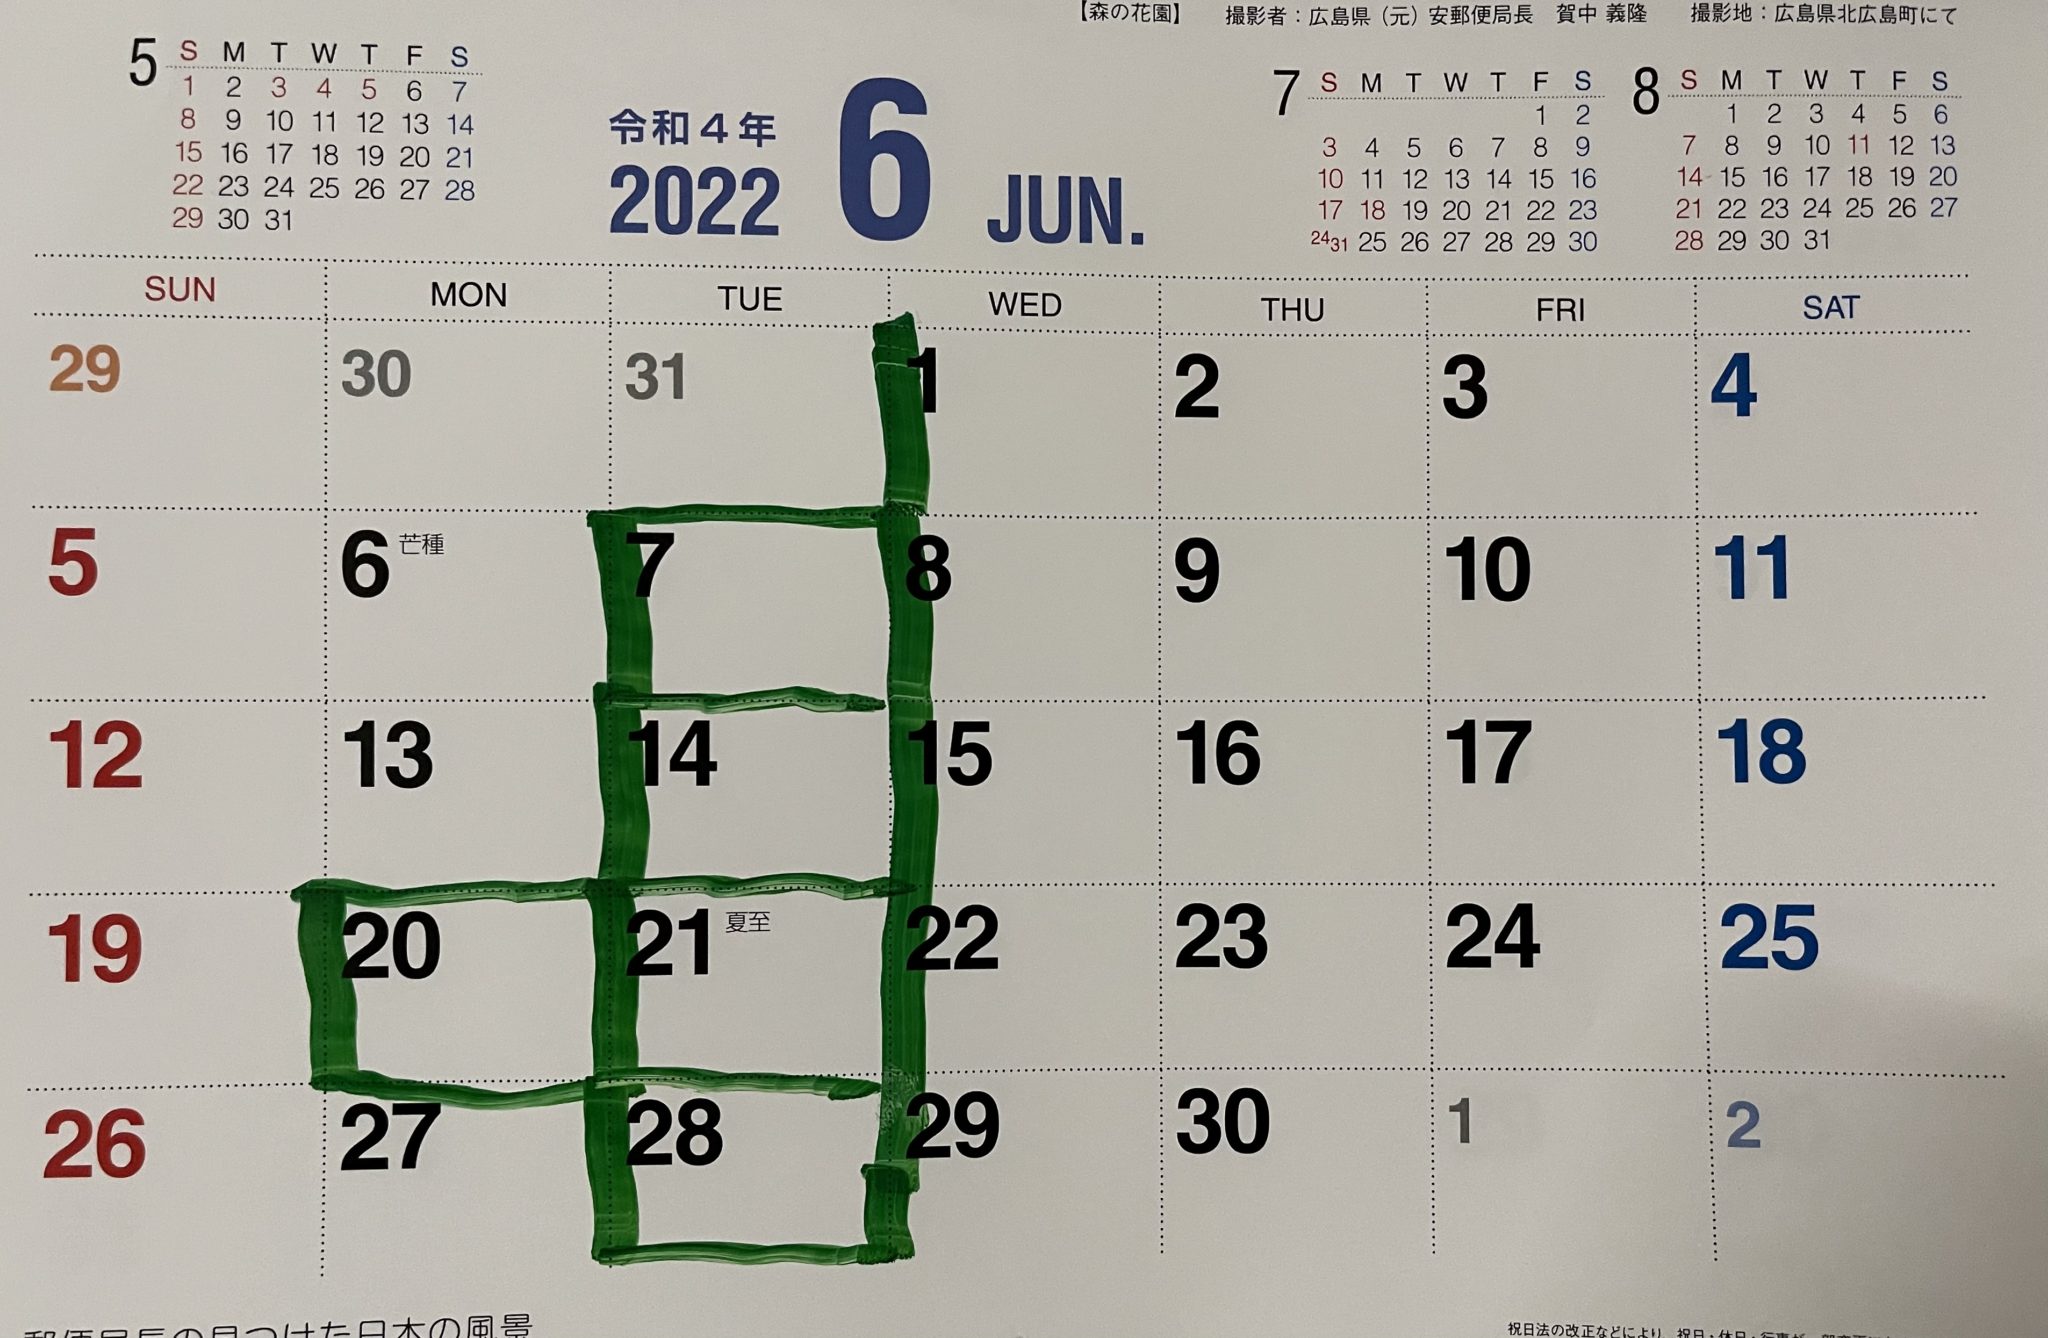 【森の花園】 撮影者：広島県（元）安郵便局長 賀中 義隆 撮影地：広島県北広島町にて
5
S M T W T F S
1 2 3 4 5 6 7
8 9 10 11 12 13 14
15 16 17 18 19 20 21
22 23 24 25 26 27 28
29 30 31
令和4年
2022
6
JUN.
7
S M T W T F S
1 2
3 4 5 6 7 8 9
10 11 12 13 14 15 16
17 18 19 20 21 22 23
24 31 25 26 27 28 29 30
8
S M T W T F S
1 2 3 4 5 6
7 8 9 10 11 12 13
14 15 16 17 18 19 20
21 22 23 24 25 26 27
28 29 30 31
SUN MON TUE WED THU FRI SAT
29 30 31 1 2 3 4
5 6 芒種 7 8 9 10 11
12 13 14 15 16 17 18
19 20 21 夏至 22 23 24 25
26 27 28 29 30 1 2
郵便局長の見つけた日本の風景
祝日法の改正などにより、祝日・休日・行事が